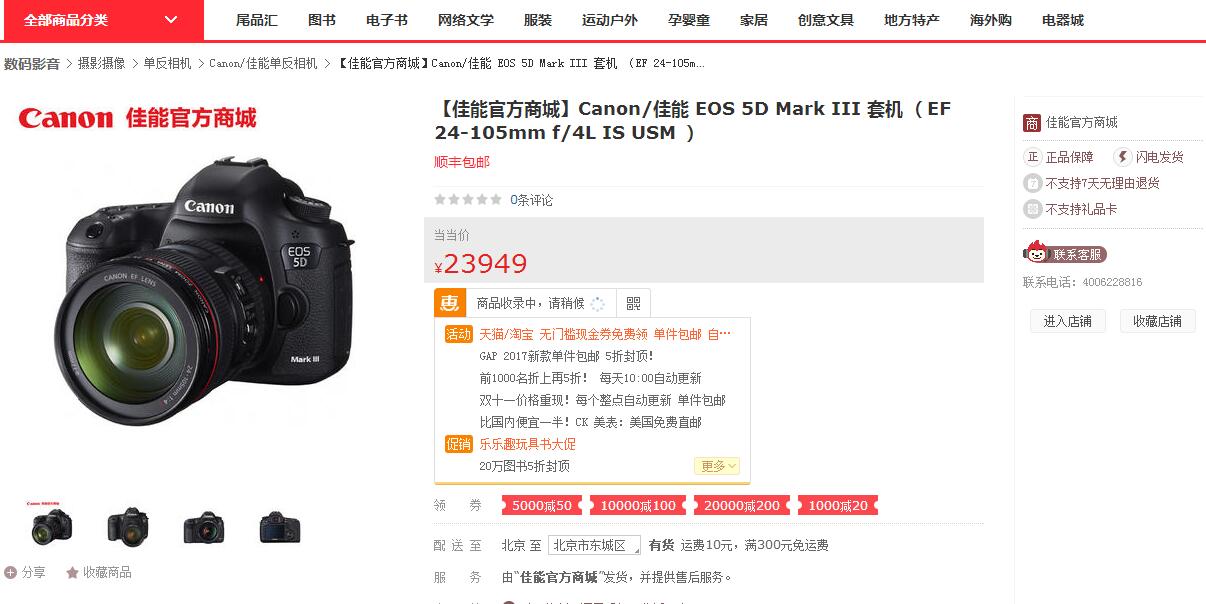 全部商品分类
尾品汇 图书 电子书 网络文学 服装 运动户外 孕婴童 家居 创意文具 地方特产 海外购 电器城
数码影音 > 摄影摄像 > 单反相机 > Canon/佳能单反相机 > 【佳能官方商城】Canon/佳能 EOS 5D Mark III 套机 （EF 24-105m...
Canon 佳能官方商城
Canon
EOS
5D
Mark III
CANON EF LENS
分享 收藏商品
【佳能官方商城】Canon/佳能 EOS 5D Mark III 套机（ EF
24-105mm f/4L IS USM ）
顺丰包邮
0条评论
当当价
¥23949
惠 商品收录中，请稍候
活动 天猫/淘宝 无门槛现金券免费领 单件包邮 自…
GAP 2017新款单件包邮 5折封顶!
前1000名折上再5折! 每天10:00自动更新
双十一价格重现! 每个整点自动更新 单件包邮
比国内便宜一半! CK 美表: 美国免费直邮
促销 乐乐趣玩具书大促
20万图书5折封顶
更多
领 券 5000减50 10000减100 20000减200 1000减20
配送至 北京 至 北京市东城区 有货 运费10元，满300元免运费
服 务 由“佳能官方商城”发货，并提供售后服务。
商 佳能官方商城
正 正品保障 闪电发货
7 不支持7天无理由退货
不支持礼品卡
联系客服
联系电话: 4006228816
进入店铺 收藏店铺